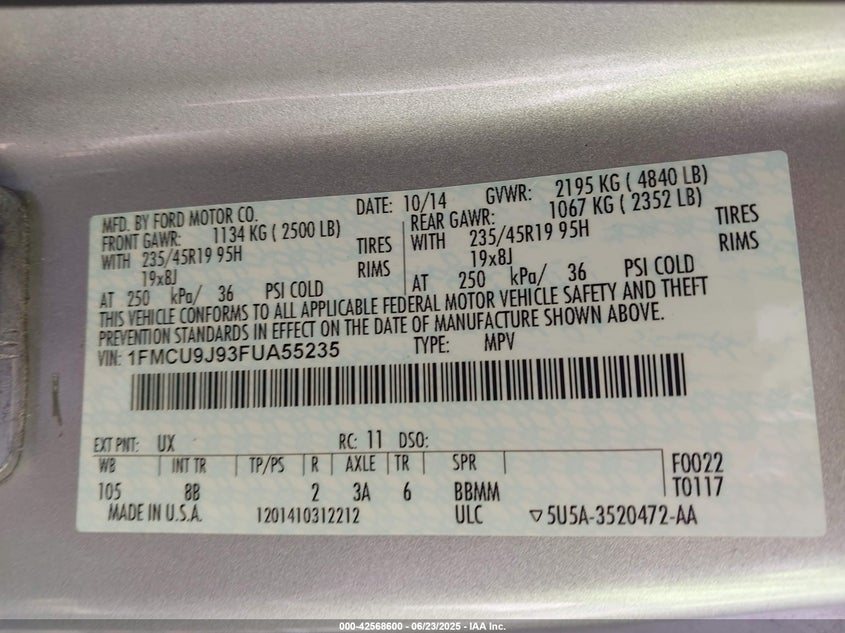 MFD. BY FORD MOTOR CO.
DATE: 10/14 GVWR: 2195 KG ( 4840 LB)
FRONT GAWR: 1134 KG ( 2500 LB)
WITH 235/45R19 95H TIRES
19x8J RIMS
AT 250 kPa/ 36 PSI COLD
REAR GAWR: 1067 KG ( 2352 LB)
WITH 235/45R19 95H TIRES
19x8J RIMS
AT 250 kPa/ 36 PSI COLD
THIS VEHICLE CONFORMS TO ALL APPLICABLE FEDERAL MOTOR VEHICLE SAFETY AND THEFT
PREVENTION STANDARDS IN EFFECT ON THE DATE OF MANUFACTURE SHOWN ABOVE.
VIN: 1FMCU9J93FUA55235 TYPE: MPV
EXT PNT: UX RC: 11 DSO:
WB INT TR TP/PS R AXLE TR SPR F0022
105 8B 2 3A 6 BBMM T0117
MADE IN U.S.A. 1201410312212 ULC ▽5U5A-3520472-AA
000-42568600 - 06/23/2025 - IAA Inc.